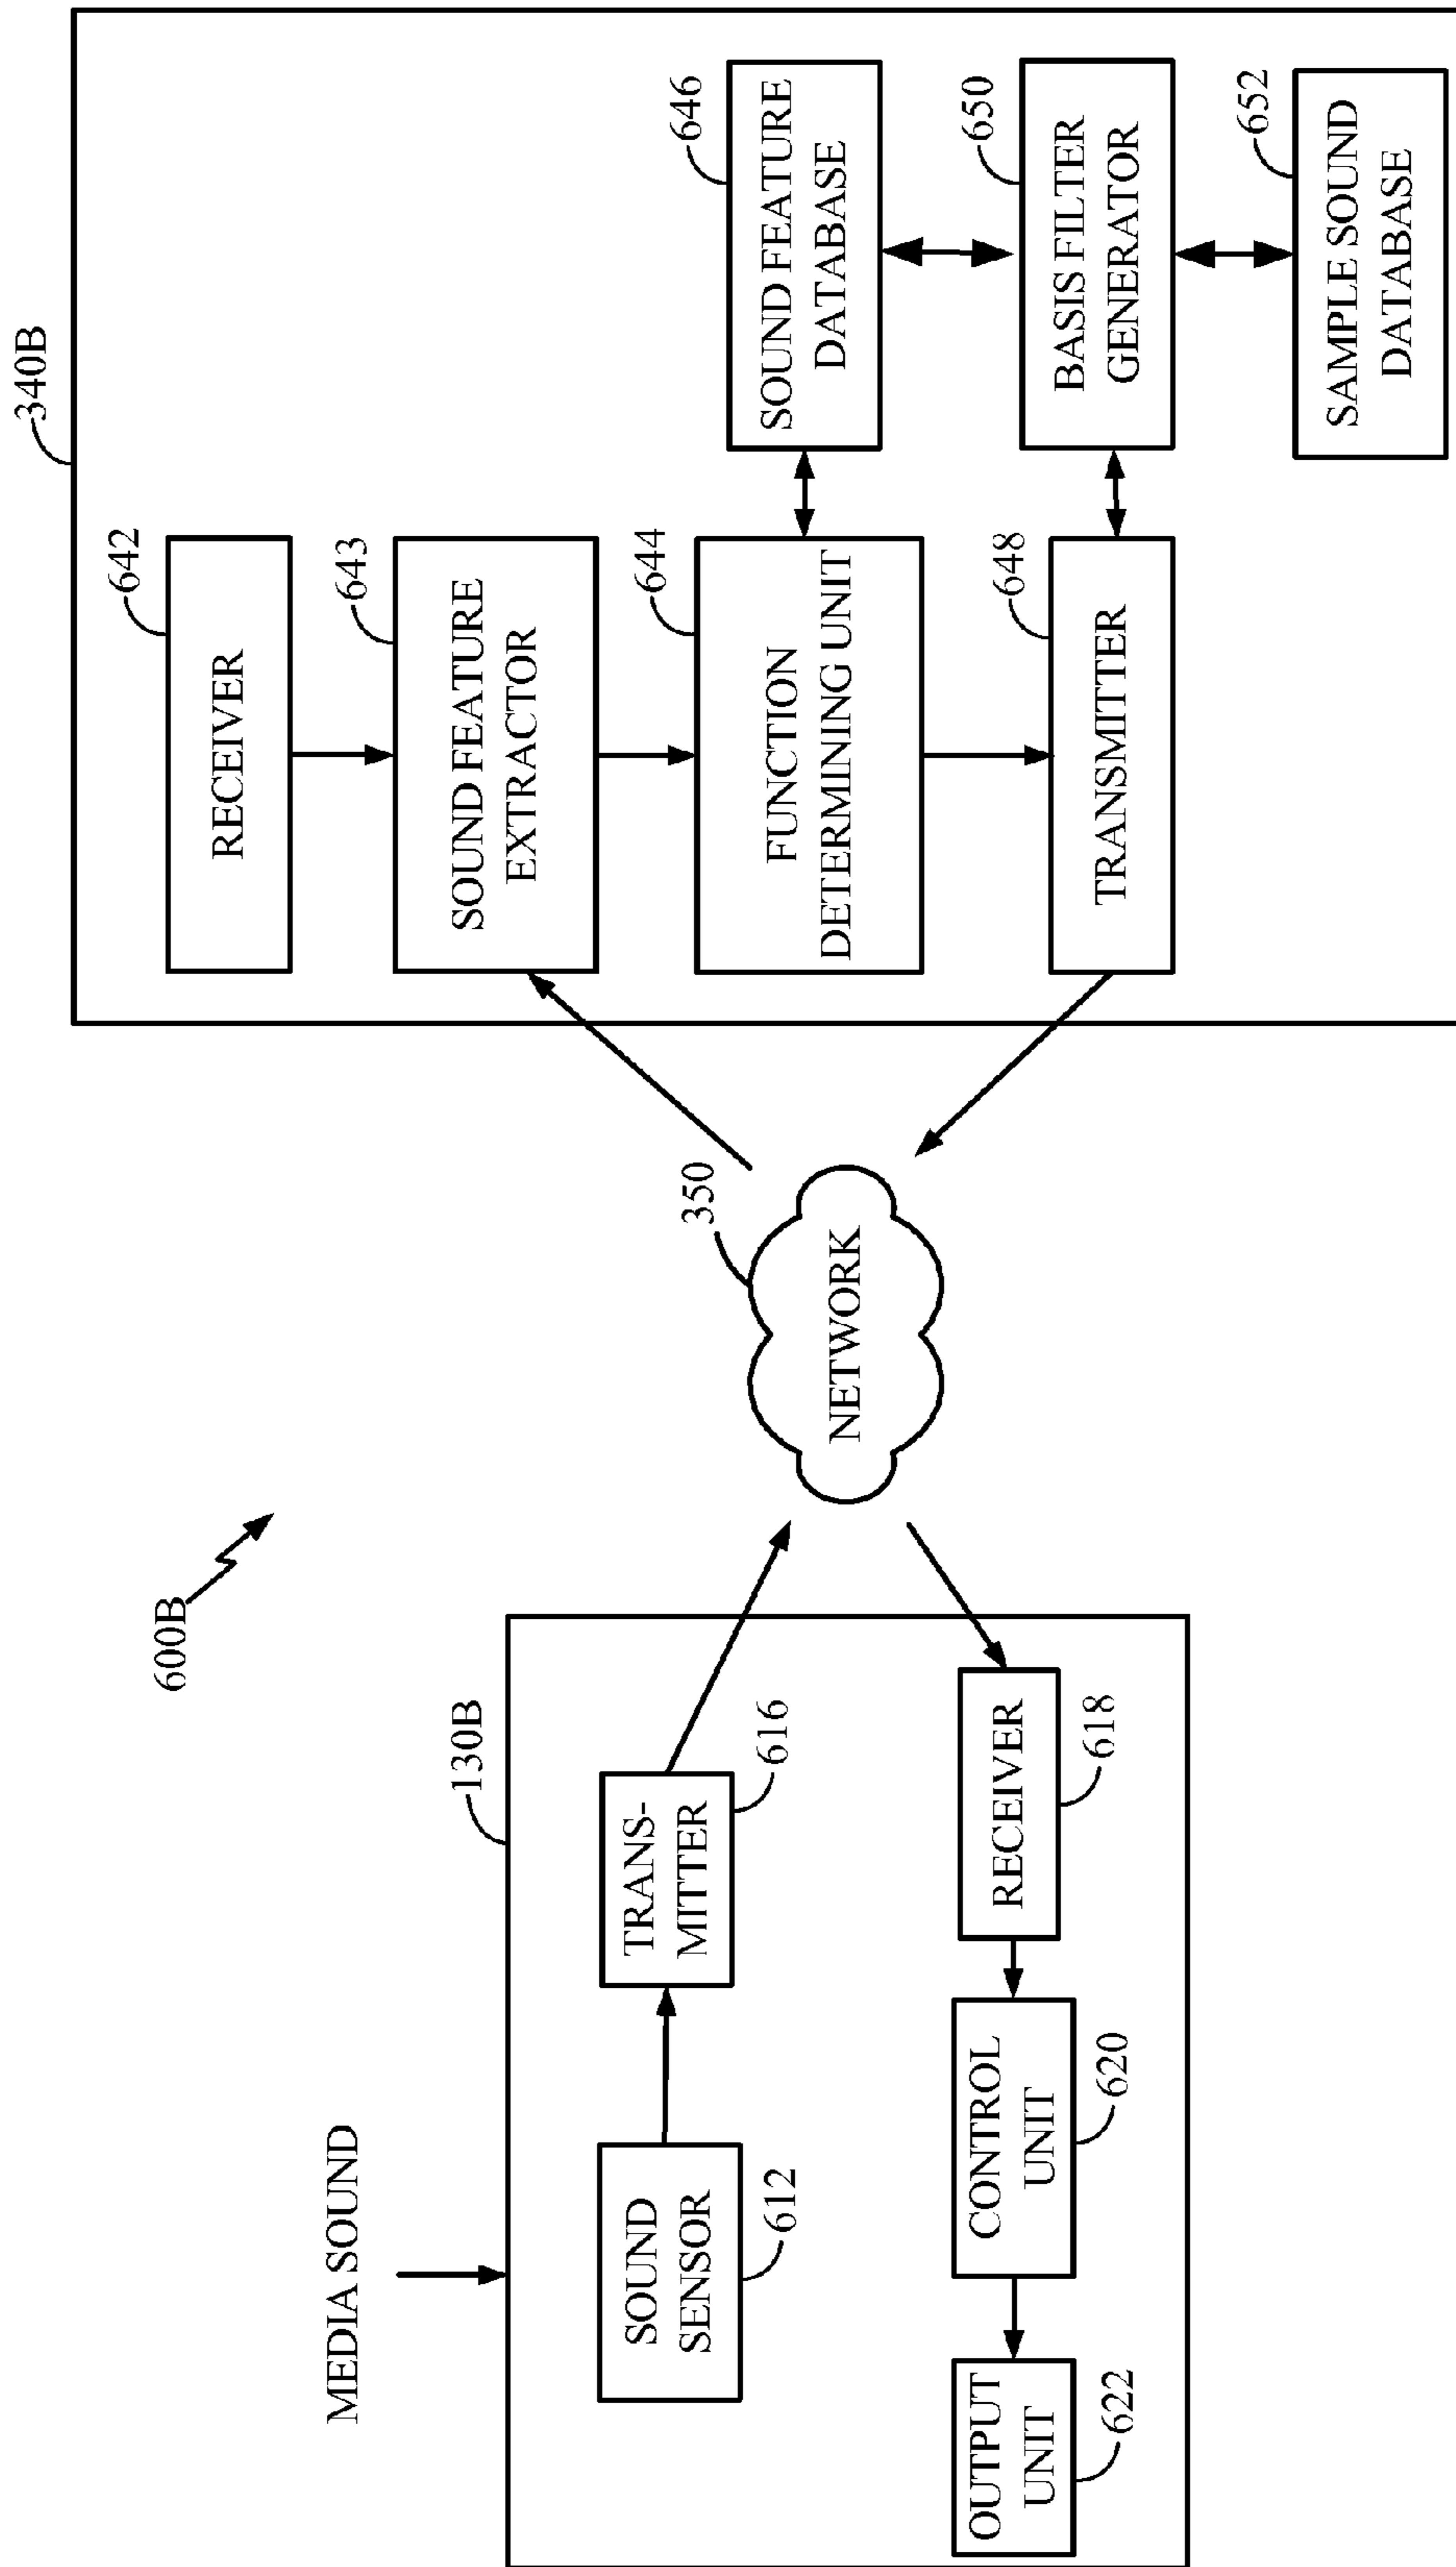 600B
MEDIA SOUND
130B
SOUND
SENSOR
612
TRANS-
MITTER
616
OUTPUT
UNIT
622
CONTROL
UNIT
620
RECEIVER
618
350
NETWORK
340B
642
RECEIVER
643
SOUND FEATURE
EXTRACTOR
644
FUNCTION
DETERMINING UNIT
646
SOUND FEATURE
DATABASE
648
TRANSMITTER
650
BASIS FILTER
GENERATOR
652
SAMPLE SOUND
DATABASE